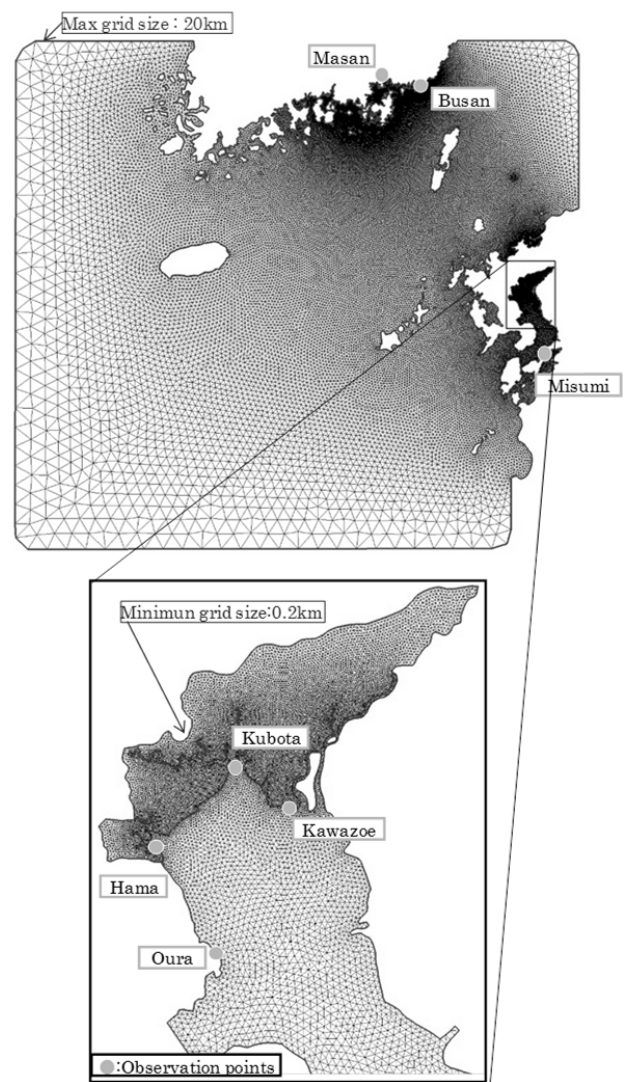 Max grid size : 20km
Masan
Busan
Misumi
Minimun grid size:0.2km
Kubota
Kawazoe
Hama
Oura
:Observation points